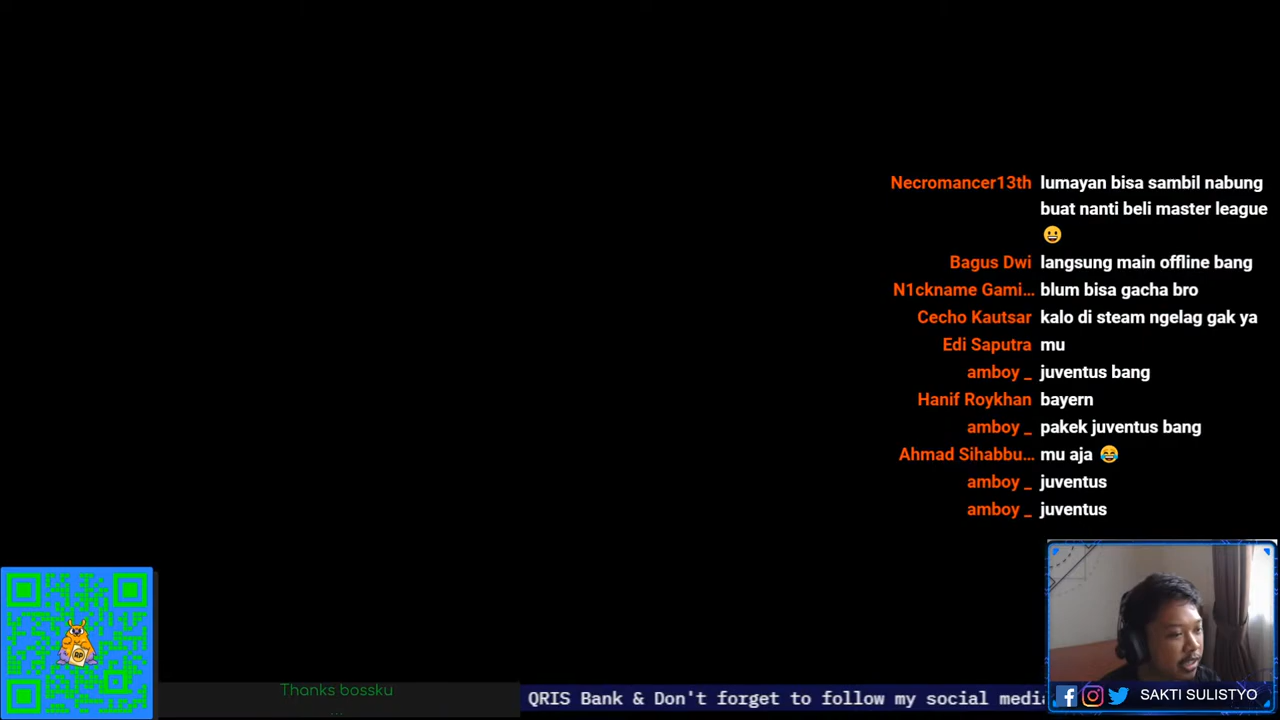 Necromancer13th lumayan bisa sambil nabung
buat nanti beli master league
😀
Bagus Dwi langsung main offline bang
N1ckname Gami... blum bisa gacha bro
Cecho Kautsar kalo di steam ngelag gak ya
Edi Saputra mu
amboy _ juventus bang
Hanif Roykhan bayern
amboy _ pakek juventus bang
Ahmad Sihabbu... mu aja 😂
amboy _ juventus
amboy _ juventus
RP
Thanks bossku
...
QRIS Bank & Don't forget to follow my social media
SAKTI SULISTYO